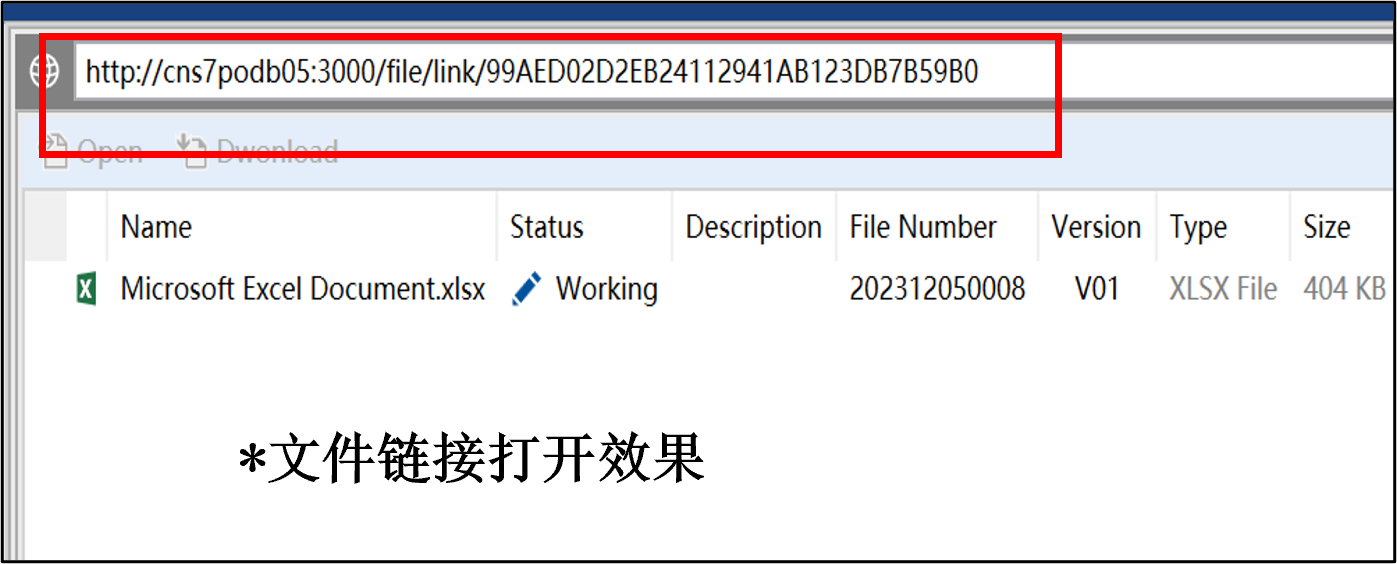 http://cns7podb05:3000/file/link/99AED02D2EB24112941AB123DB7B59B0
Open Dwonload
Name Status Description File Number Version Type Size
Microsoft Excel Document.xlsx Working 202312050008 V01 XLSX File 404 KB
*文件链接打开效果